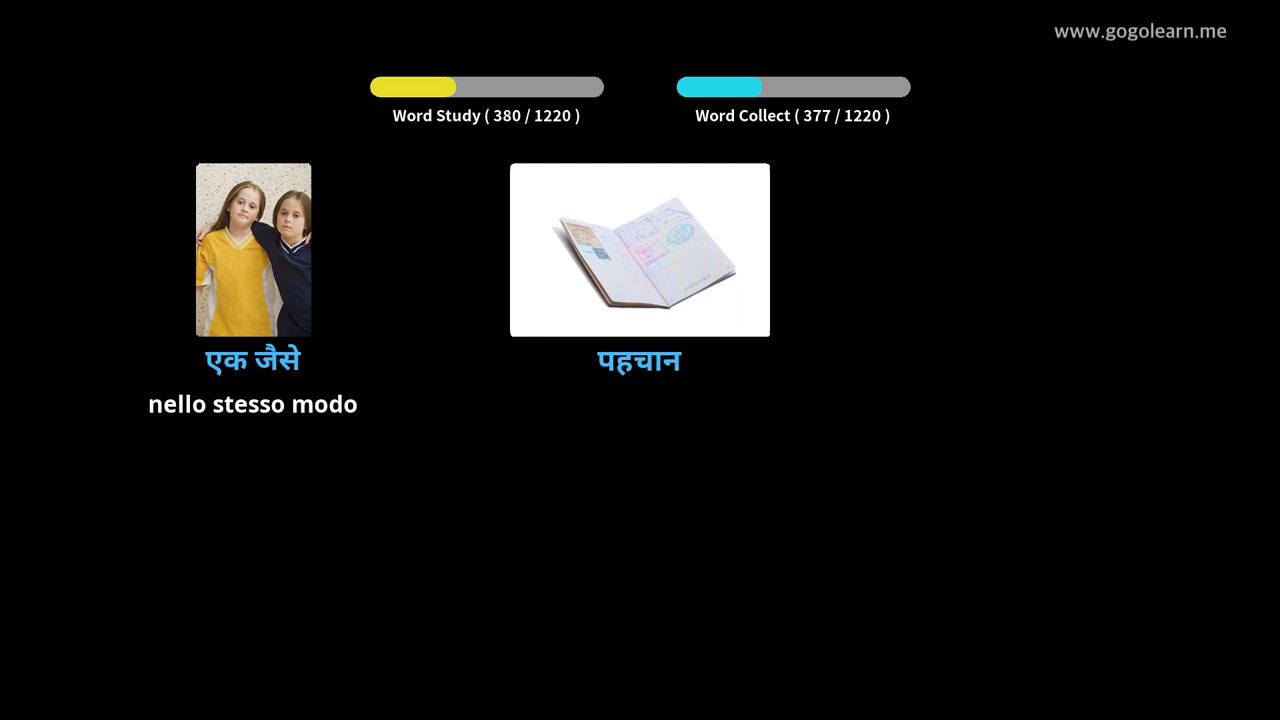 www.gogolearn.me
Word Study ( 380 / 1220 )
Word Collect ( 377 / 1220 )
एक जैसे
पहचान
nello stesso modo